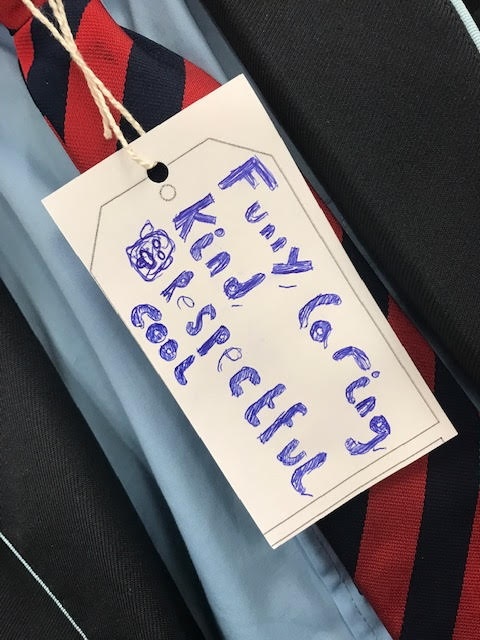 Funny, Caring
Kind, Respectful
Cool